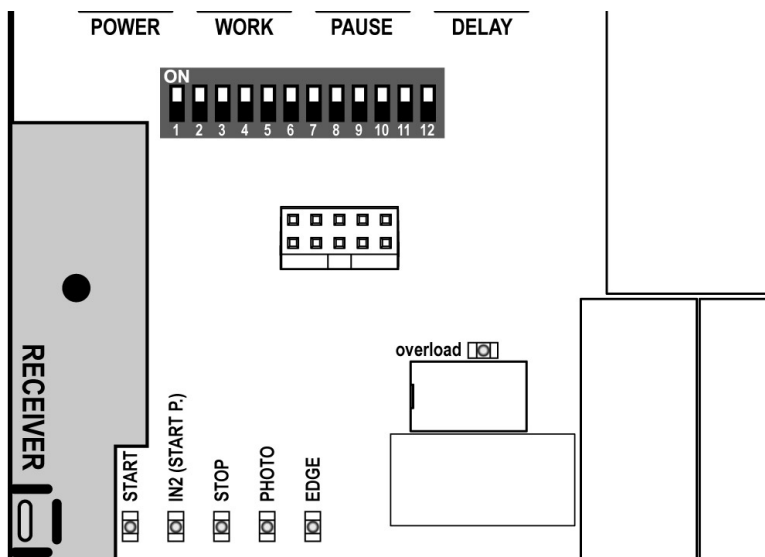 POWER WORK PAUSE DELAY
ON
1 2 3 4 5 6 7 8 9 10 11 12
overload
RECEIVER
START
IN2 (START P.)
STOP
PHOTO
EDGE